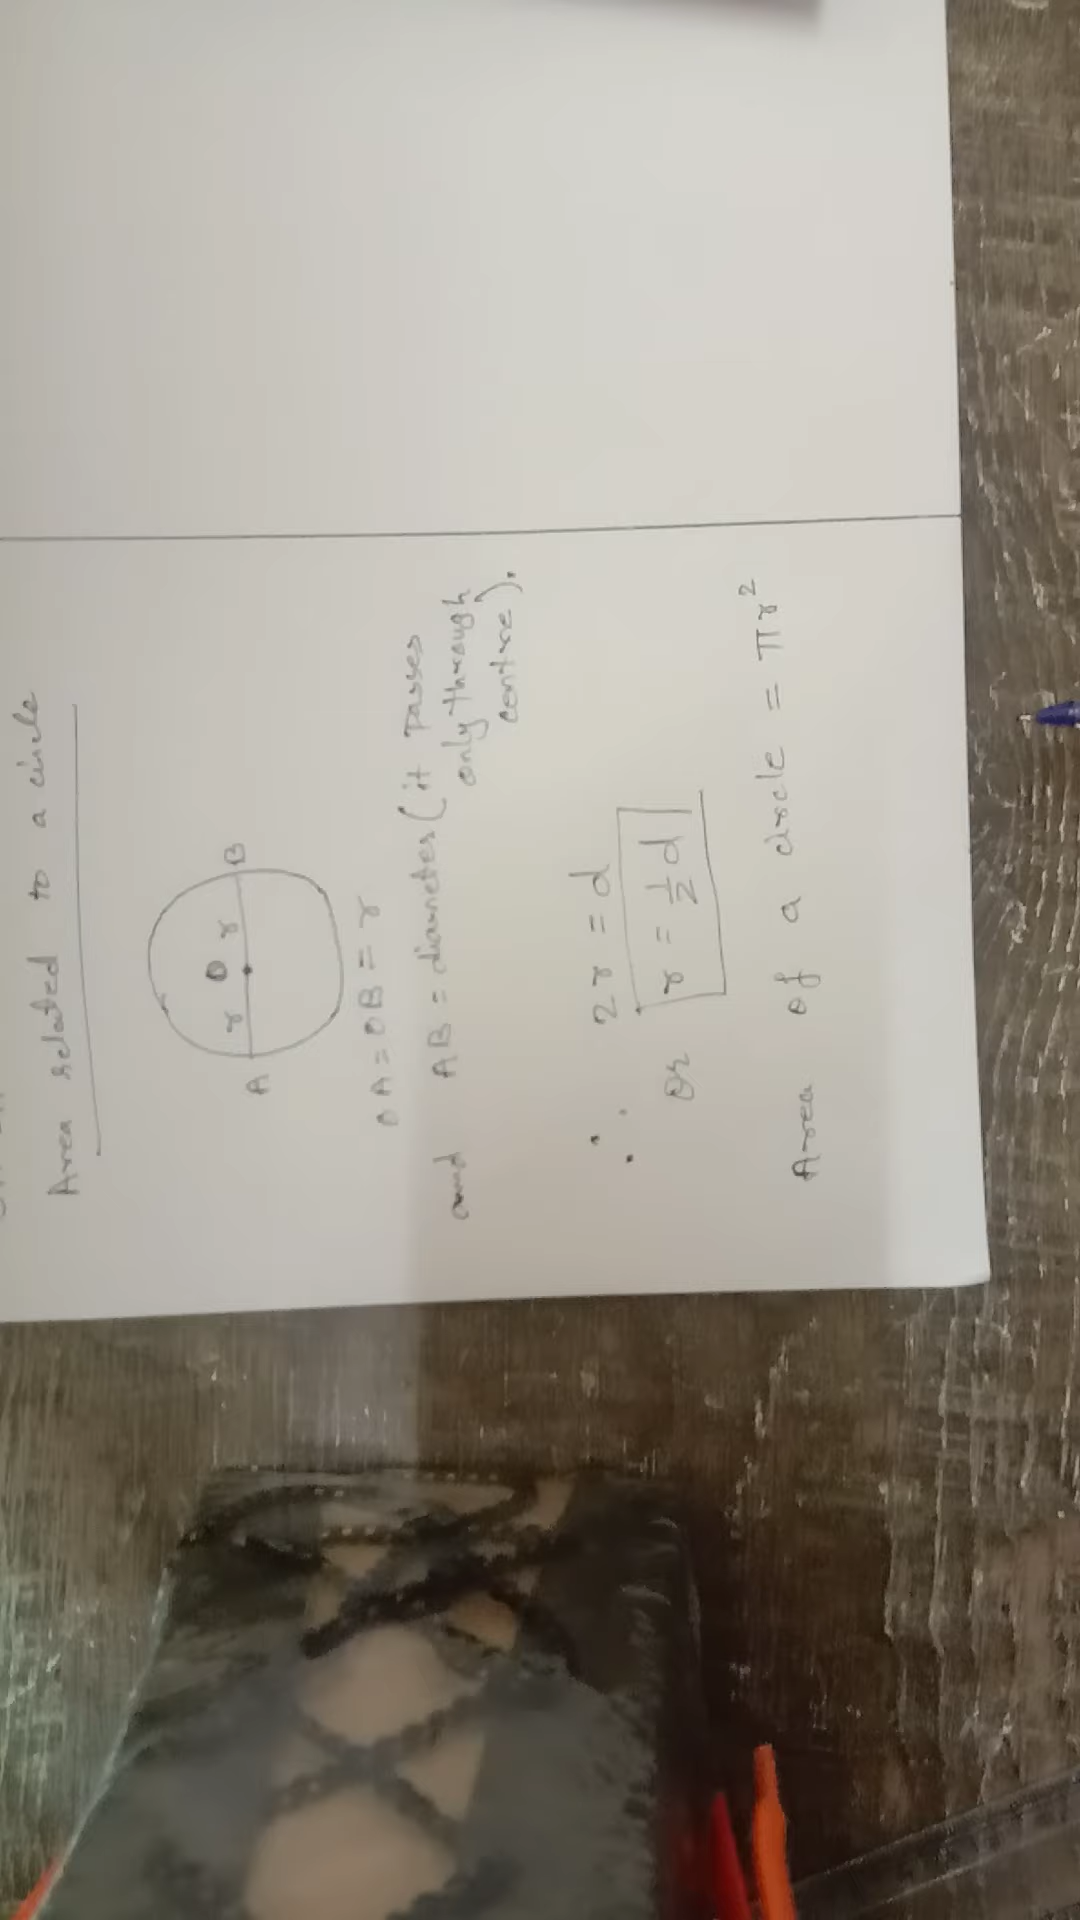 Area related to a circle
r O r
A B
OA = OB = r
and AB = diameter (it passes
only through
centre).
∴ 2r = d
or r = 1/2 d
Area of a circle = πr²